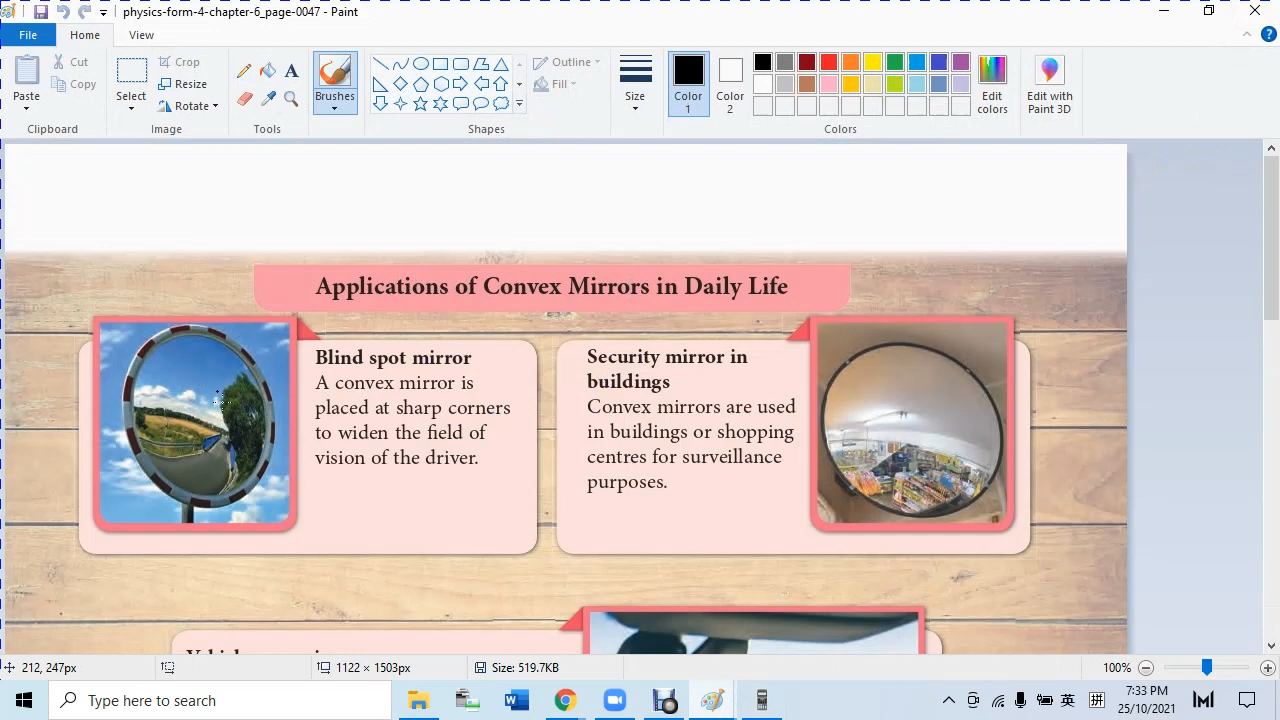 physics-form-4-chapter-6_page-0047 - Paint
File
Home
View
Paste
Cut
Copy
Clipboard
Select
Crop
Resize
Rotate
Image
A
Tools
Brushes
Outline
Fill
Shapes
Size
Color
1
Color
2
Edit
colors
Colors
Edit with
Paint 3D
Applications of Convex Mirrors in Daily Life
Blind spot mirror
A convex mirror is
placed at sharp corners
to widen the field of
vision of the driver.
Security mirror in
buildings
Convex mirrors are used
in buildings or shopping
centres for surveillance
purposes.
212, 247px
1122 × 1503px
Size: 519.7KB
100%
Type here to search
英
拼
7:33 PM
25/10/2021